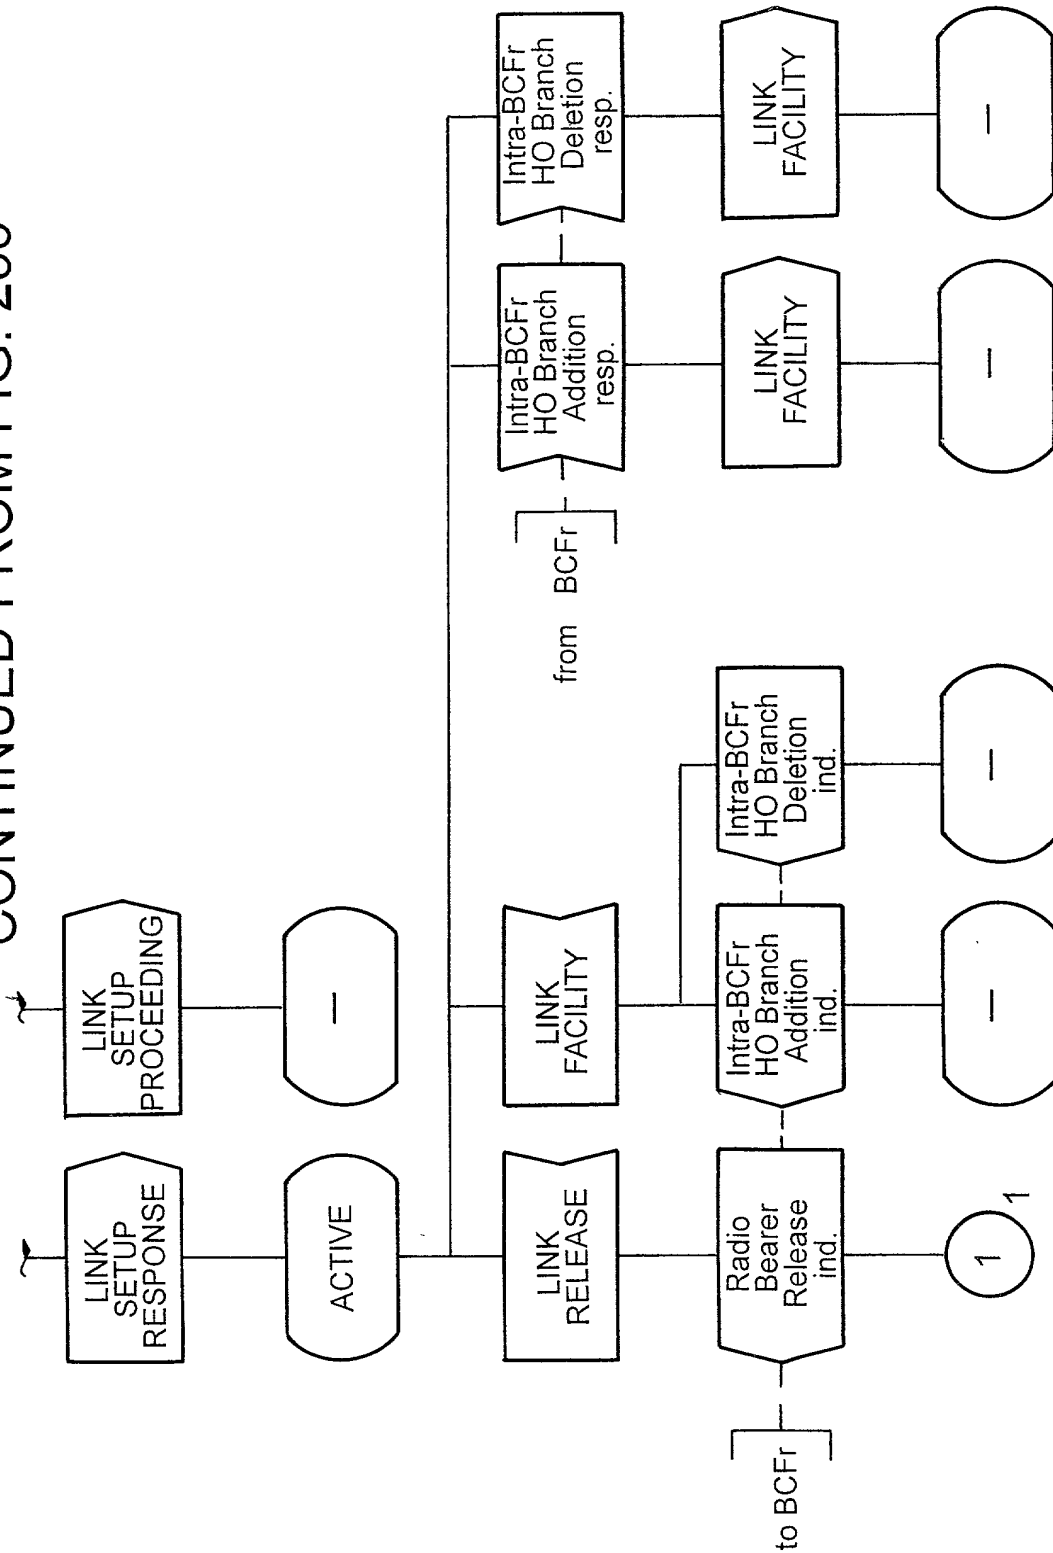 LINK
SETUP
RESPONSE
LINK
SETUP
PROCEEDING
ACTIVE
—
LINK
RELEASE
LINK
FACILITY
Intra-BCFr
HO Branch
Addition
resp.
Intra-BCFr
HO Branch
Deletion
resp.
from BCFr
to BCFr
Radio
Bearer
Release
ind.
Intra-BCFr
HO Branch
Addition
ind.
Intra-BCFr
HO Branch
Deletion
ind.
LINK
FACILITY
LINK
FACILITY
1
1
—
—
—
—
CONTINUED FROM FIG.